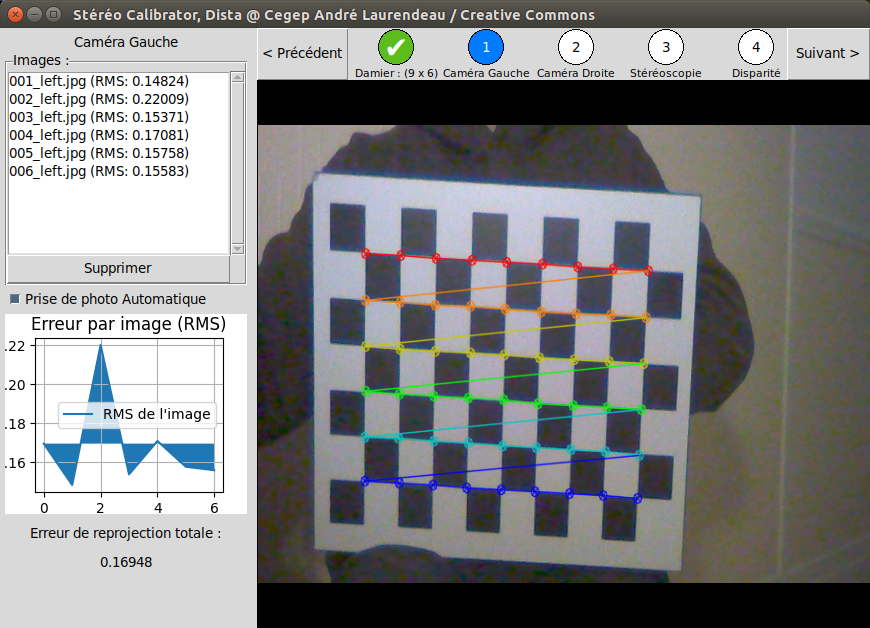 Stéréo Calibrator, Dista @ Cegep André Laurendeau / Creative Commons
Caméra Gauche
Images :
001_left.jpg (RMS: 0.14824)
002_left.jpg (RMS: 0.22009)
003_left.jpg (RMS: 0.15371)
004_left.jpg (RMS: 0.17081)
005_left.jpg (RMS: 0.15758)
006_left.jpg (RMS: 0.15583)
Supprimer
Prise de photo Automatique
Erreur par image (RMS)
.22
.20
.18
.16
RMS de l'image
0 2 4 6
Erreur de reprojection totale :
0.16948
< Précédent
1 2 3 4
Damier : (9 x 6) Caméra Gauche Caméra Droite Stéréoscopie Disparité
Suivant >